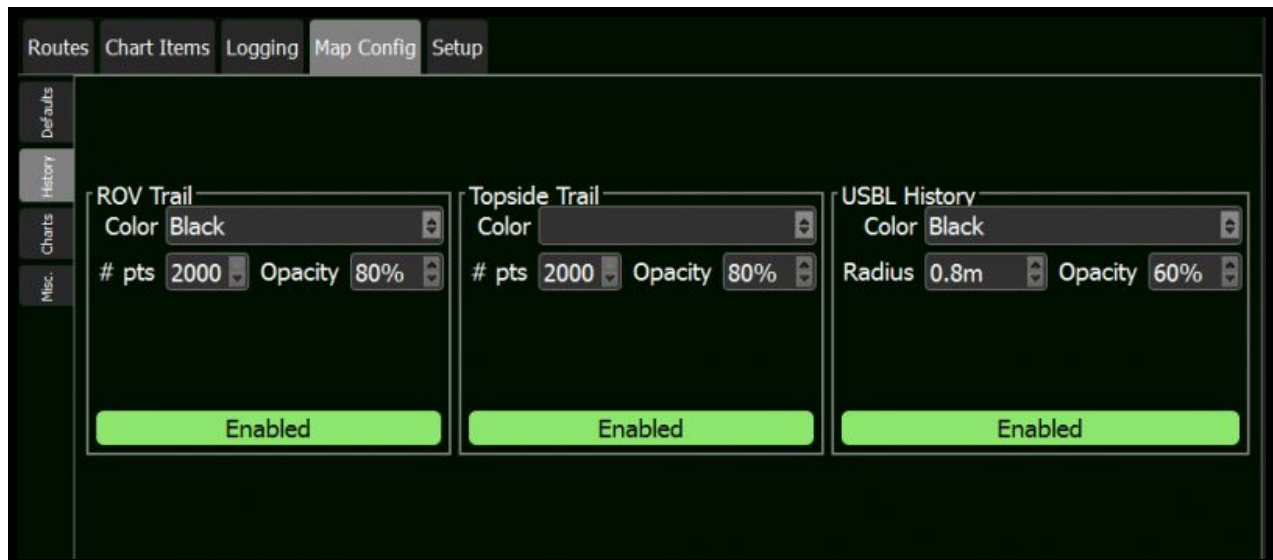 Routes Chart Items Logging Map Config Setup
Defaults
History
Charts
Misc.
ROV Trail
Color Black
# pts 2000 Opacity 80%
Enabled
Topside Trail
Color
# pts 2000 Opacity 80%
Enabled
USBL History
Color Black
Radius 0.8m Opacity 60%
Enabled